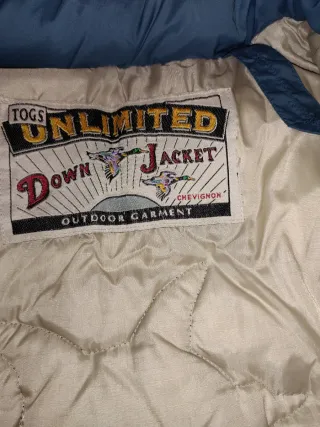 TOGS
UNLIMITED
DOWN JACKET
CHEVIGNON
OUTDOOR GARMENT